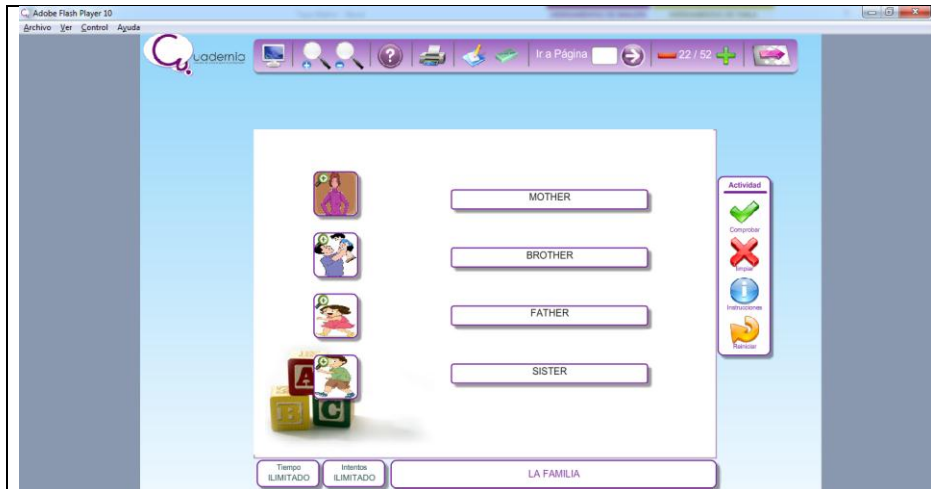 Adobe Flash Player 10
Archivo Ver Control Ayuda
Cuadernia
Ir a Página
22 / 52
MOTHER
BROTHER
FATHER
SISTER
A
B
C
Actividad
Comprobar
limpiar
Instrucciones
Reiniciar
Tiempo
ILIMITADO
Intentos
ILIMITADO
LA FAMILIA